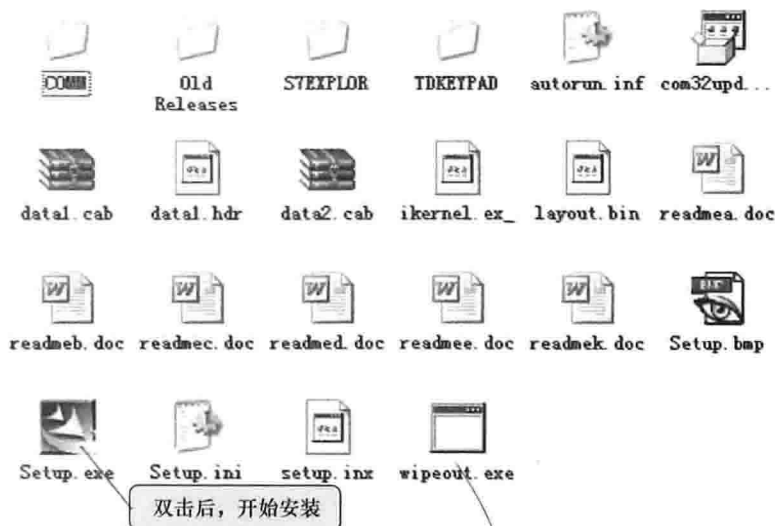 COMM
Old Releases
S7EXPLOR
TDKEYPAD
autorun.inf
com32upd...
data1.cab
data1.hdr
data2.cab
ikernel.ex_
layout.bin
readmea.doc
readmeb.doc
readmec.doc
readmed.doc
readmee.doc
readmek.doc
Setup.bmp
Setup.exe
Setup.ini
setup.inx
wipeout.exe
双击后，开始安装